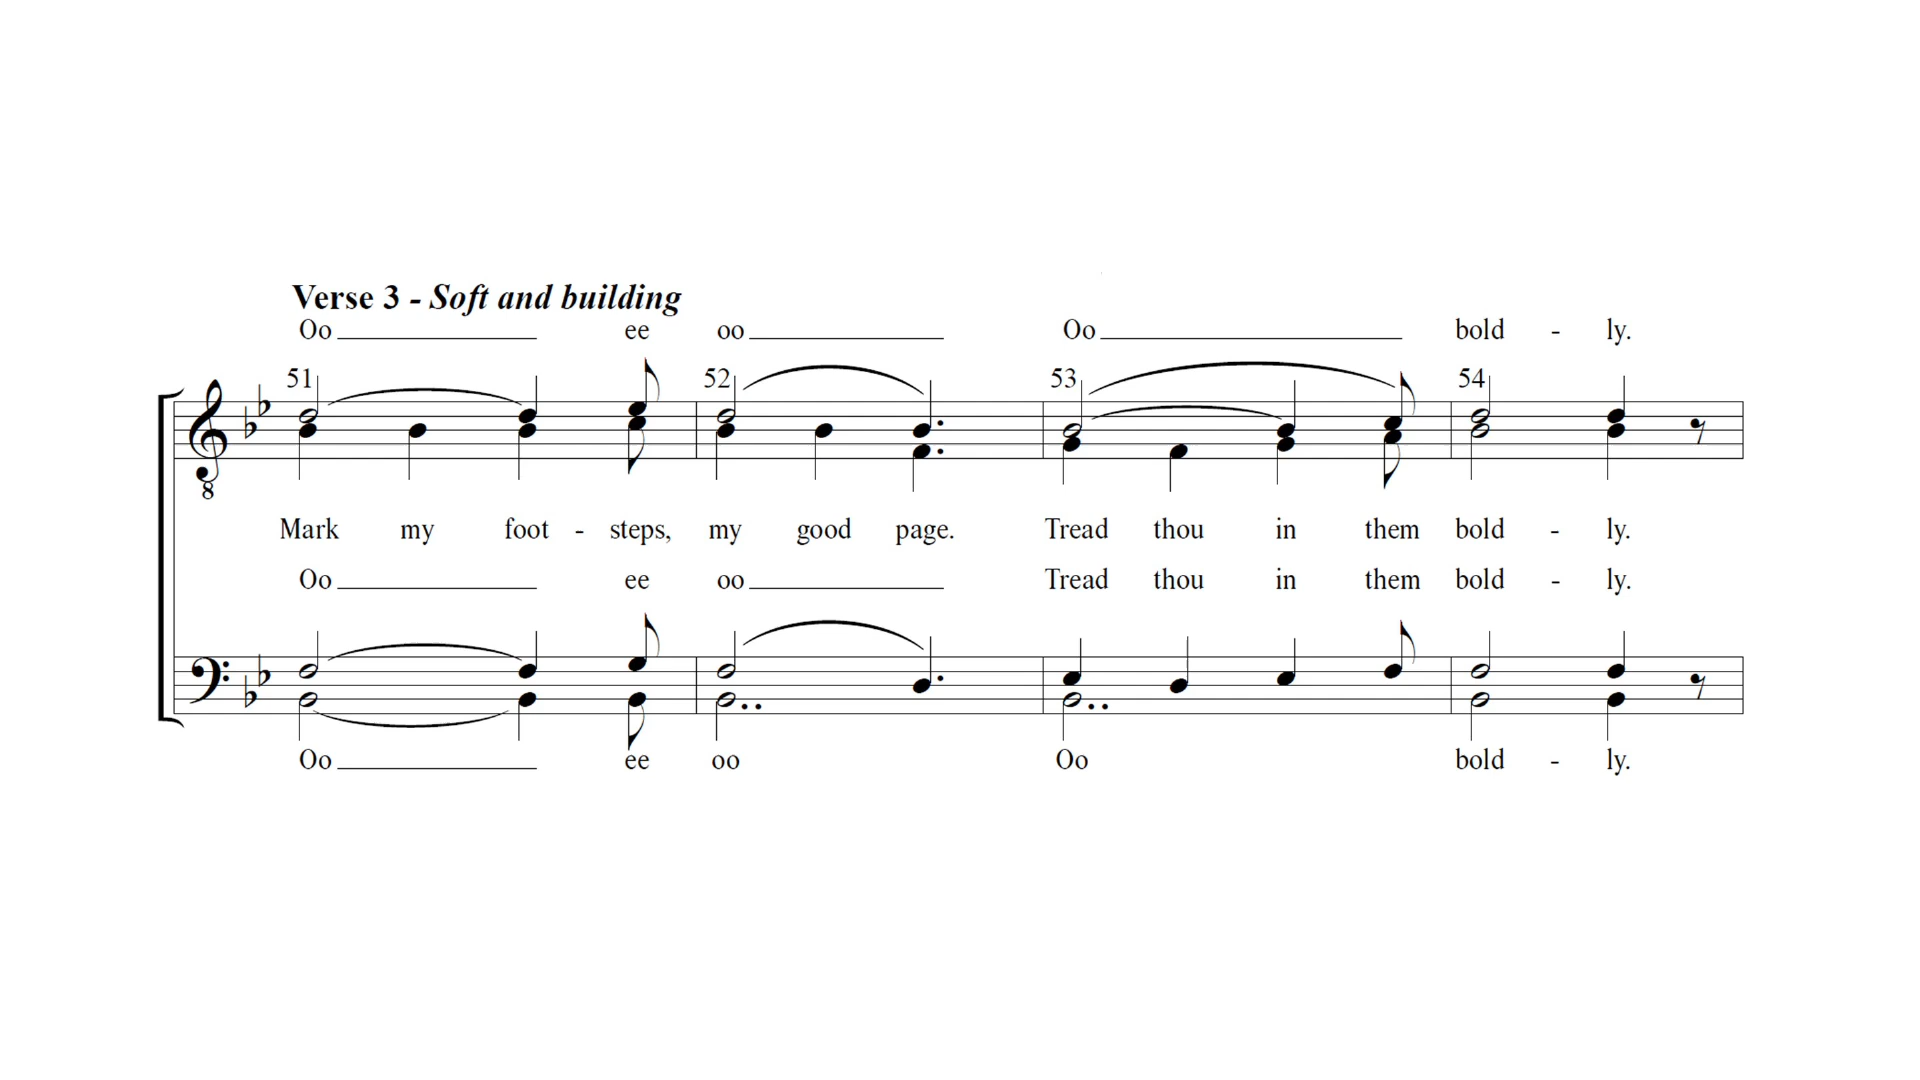 Verse 3 - Soft and building
Oo ee oo Oo bold - ly.
51 52 53 54
8
Mark my foot - steps, my good page. Tread thou in them bold - ly.
Oo ee oo Tread thou in them bold - ly.
Oo ee oo Oo bold - ly.